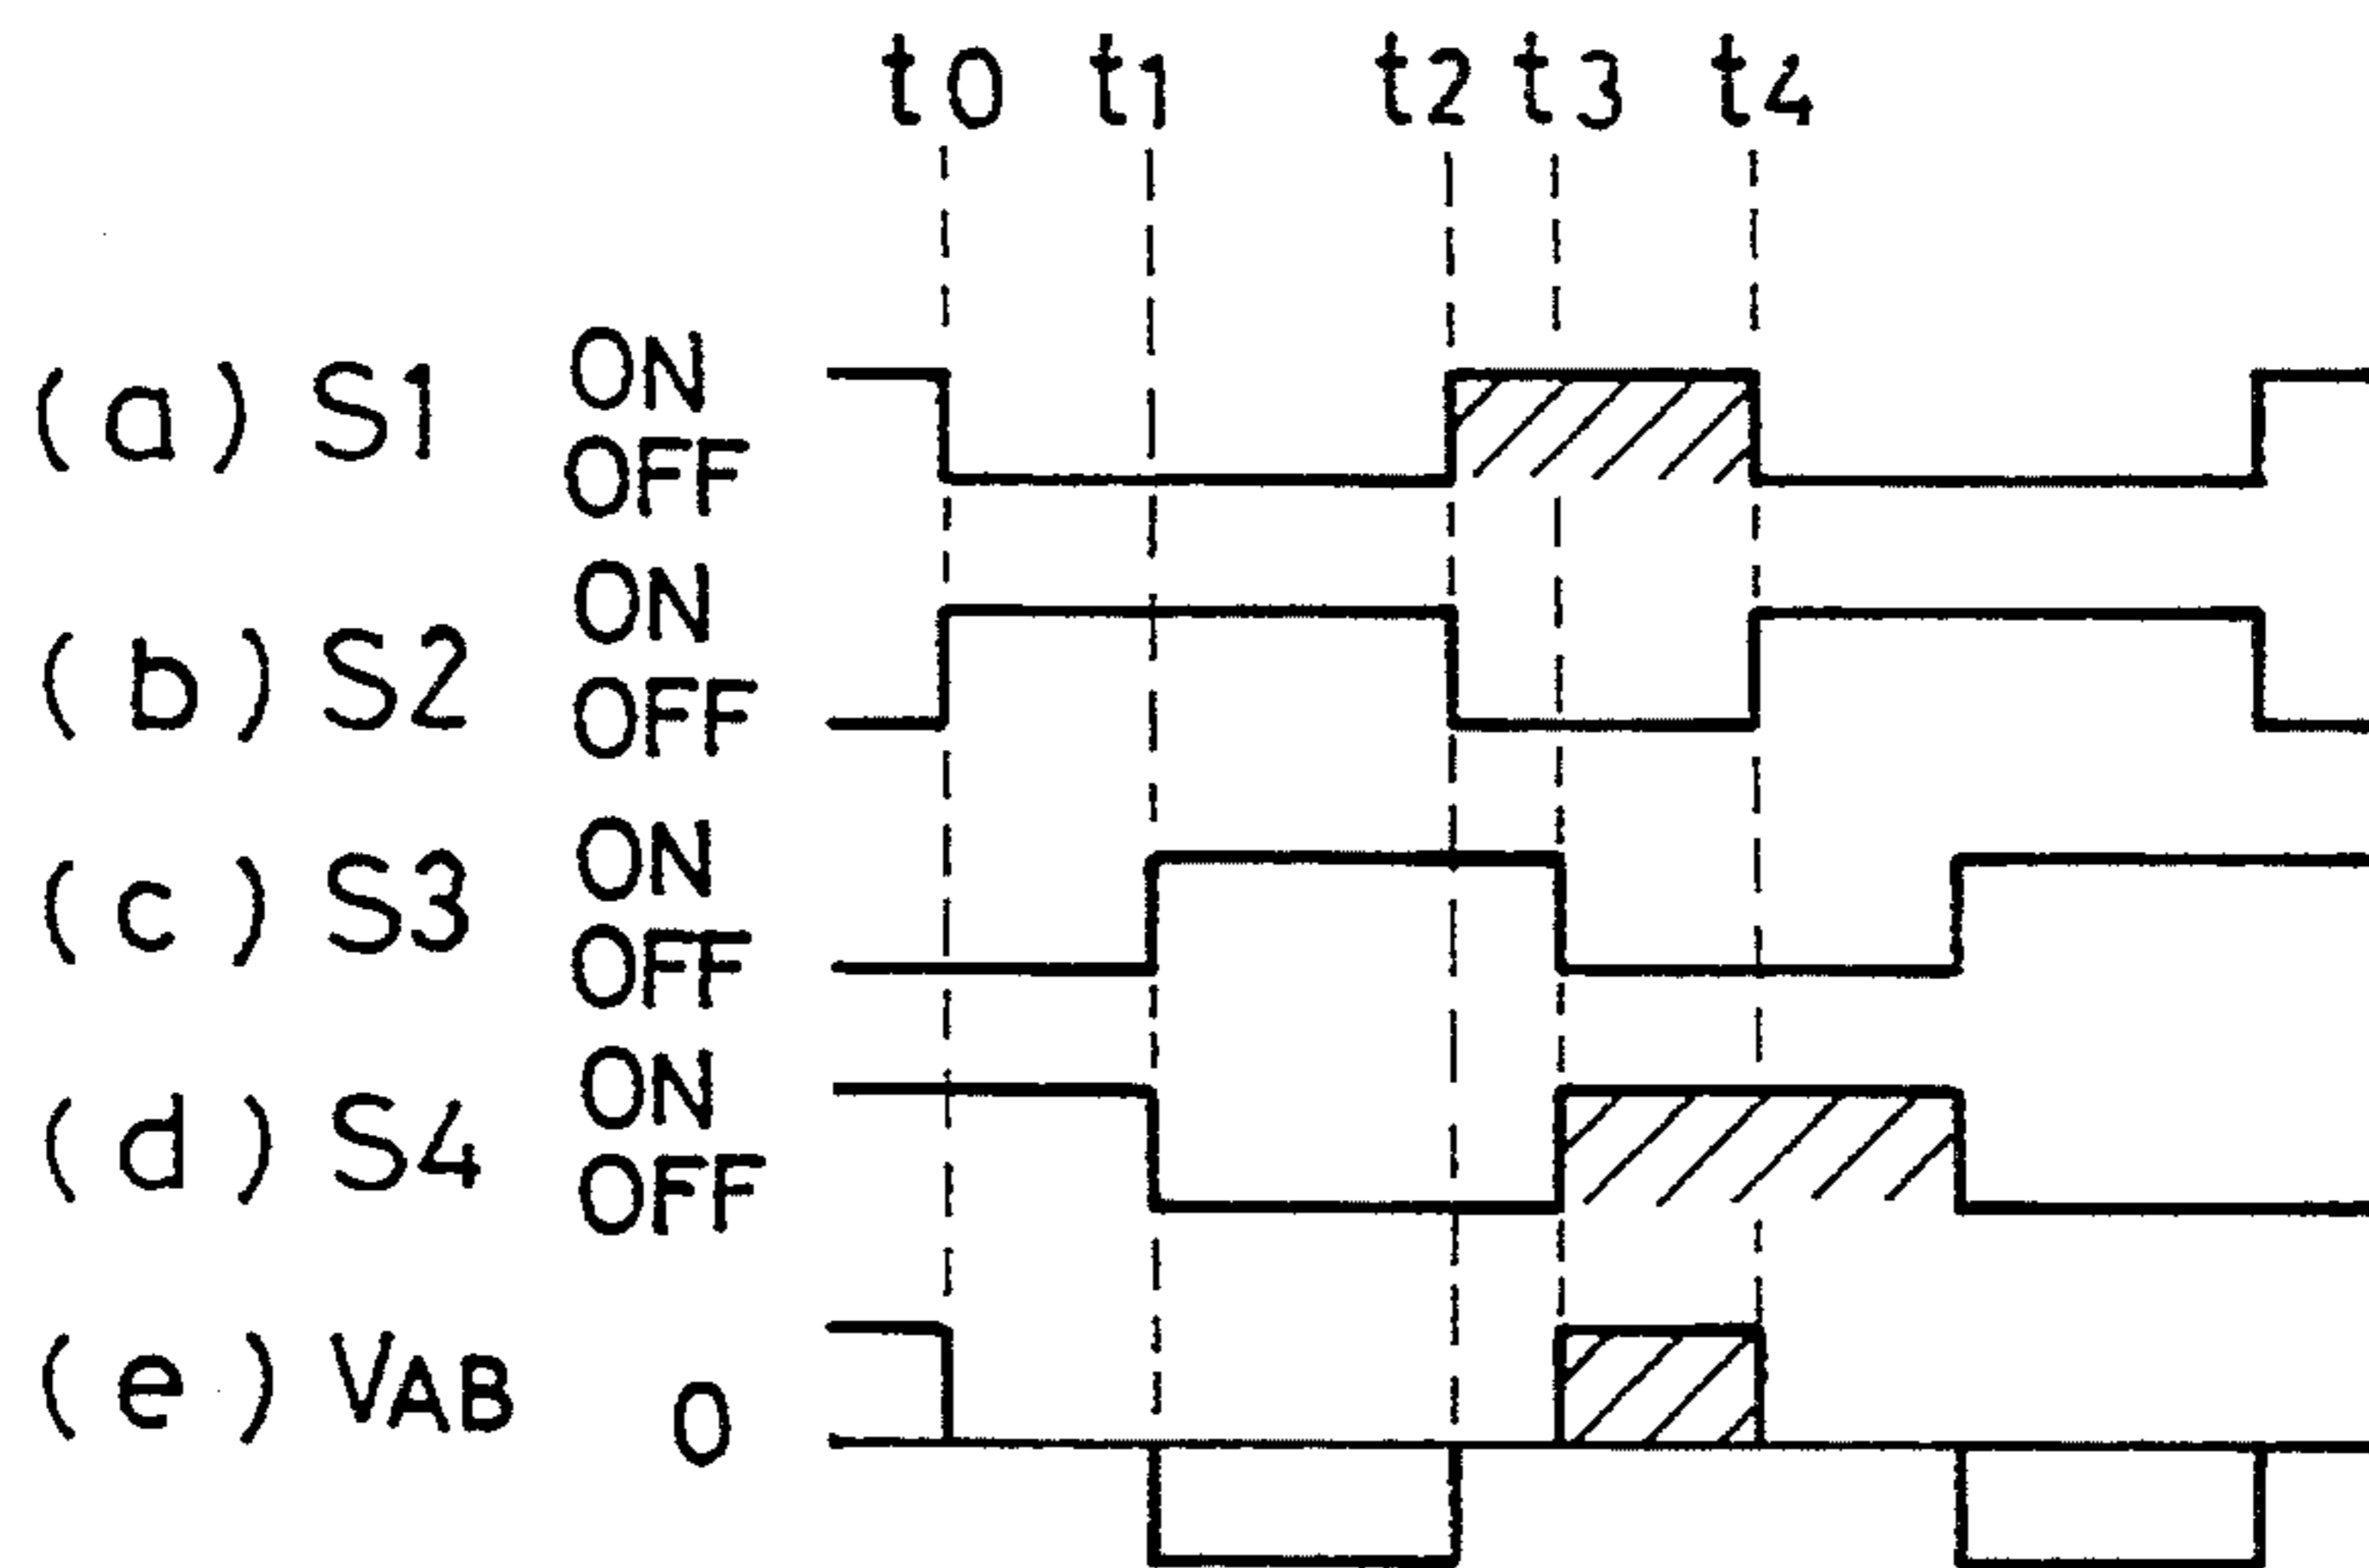 t0 t1 t2 t3 t4
(a) S1 ON
OFF
(b) S2 ON
OFF
(c) S3 ON
OFF
(d) S4 ON
OFF
(e) VAB 0